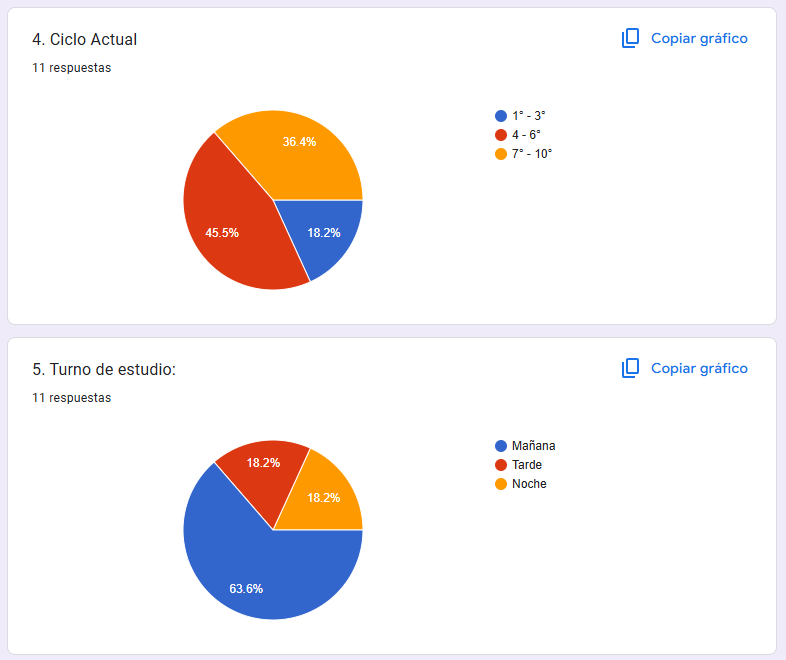 4. Ciclo Actual
Copiar gráfico
11 respuestas
36.4%
45.5%
18.2%
1° - 3°
4 - 6°
7° - 10°
5. Turno de estudio:
Copiar gráfico
11 respuestas
18.2%
18.2%
63.6%
Mañana
Tarde
Noche